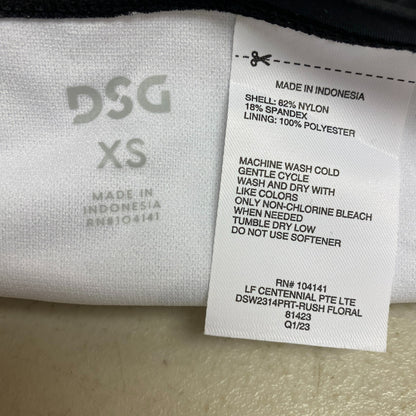 DSG
XS
MADE IN
INDONESIA
RN#104141
MADE IN INDONESIA
SHELL: 62% NYLON
18% SPANDEX
LINING: 100% POLYESTER
MACHINE WASH COLD
GENTLE CYCLE
WASH AND DRY WITH
LIKE COLORS
ONLY NON-CHLORINE BLEACH
WHEN NEEDED
TUMBLE DRY LOW
DO NOT USE SOFTENER
RN# 104141
LF CENTENNIAL PTE LTE
DSW2314PRT-RUSH FLORAL
81423
Q1/23